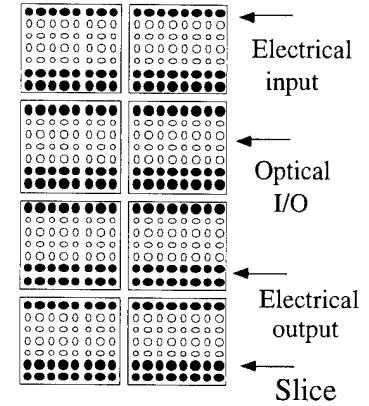 Electrical
input
Optical
I/O
Electrical
output
Slice